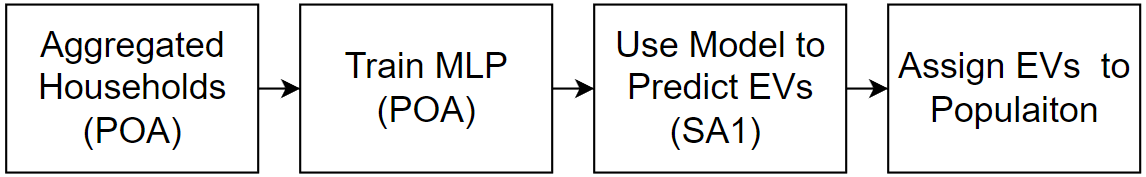 Aggregated
Households
(POA)
Train MLP
(POA)
Use Model to
Predict EVs
(SA1)
Assign EVs to
Populaiton